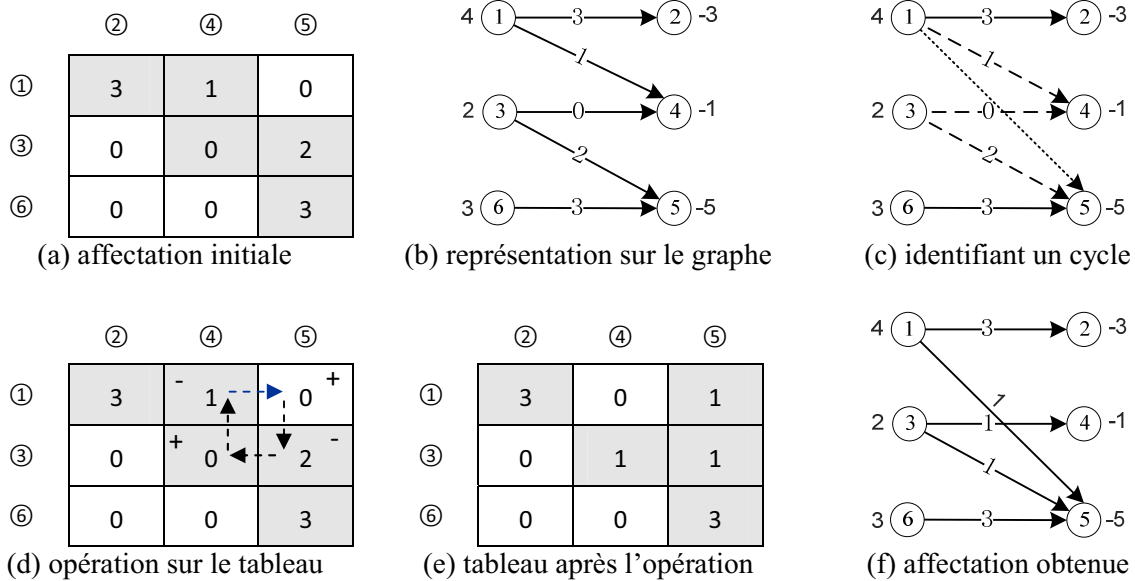 ② ④ ⑤
① 3 1 0
③ 0 0 2
⑥ 0 0 3
(a) affectation initiale
4 1 3 2 -3
1
2 3 0 4 -1
2
3 6 3 5 -5
(b) représentation sur le graphe
4 1 3 2 -3
1
2 3 0 4 -1
2
3 6 3 5 -5
(c) identifiant un cycle
② ④ ⑤
① 3 - 1 0 +
③ 0 + 0 2 -
⑥ 0 0 3
(d) opération sur le tableau
② ④ ⑤
① 3 0 1
③ 0 1 1
⑥ 0 0 3
(e) tableau après l’opération
4 1 3 2 -3
1
2 3 1 4 -1
1
3 6 3 5 -5
(f) affectation obtenue